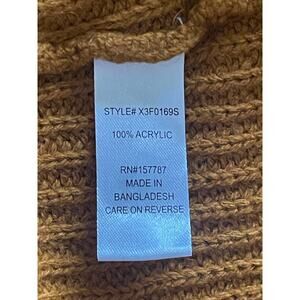 STYLE# X3F0169S
100% ACRYLIC
RN#157787
MADE IN
BANGLADESH
CARE ON REVERSE